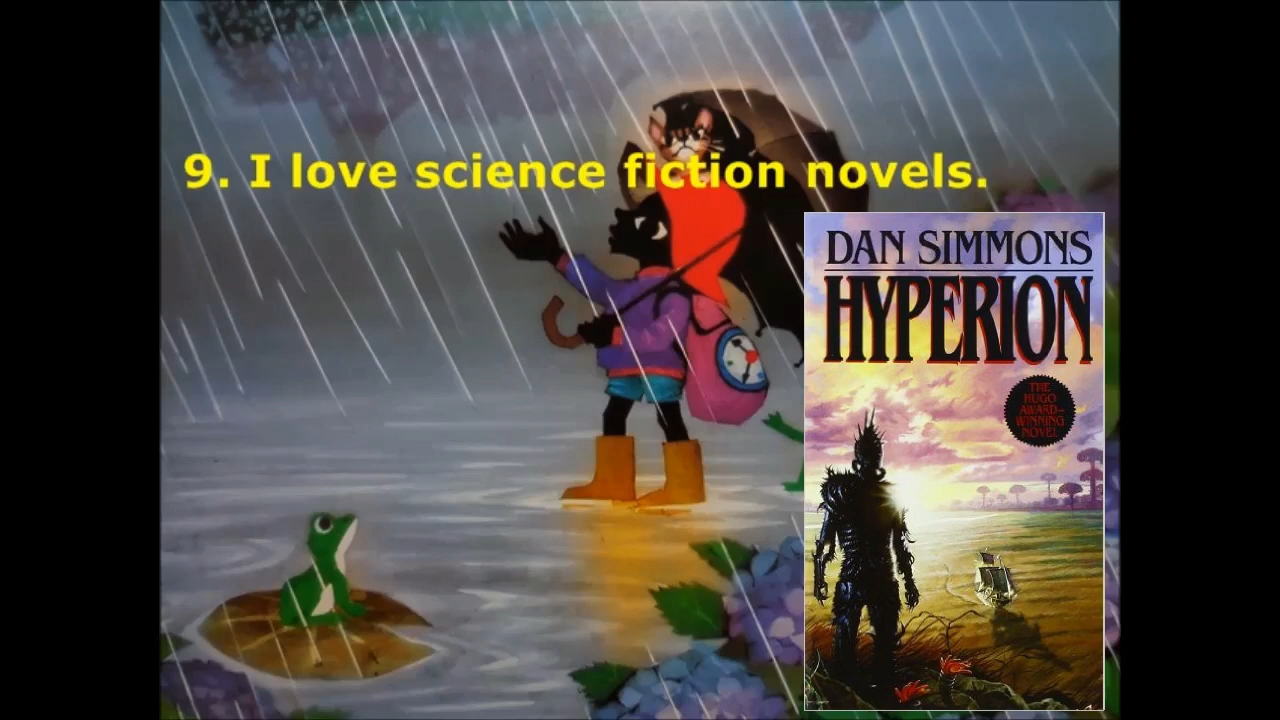 9. I love science fiction novels.
DAN SIMMONS
HYPERION
THE
HUGO
AWARD-
WINNING
NOVEL